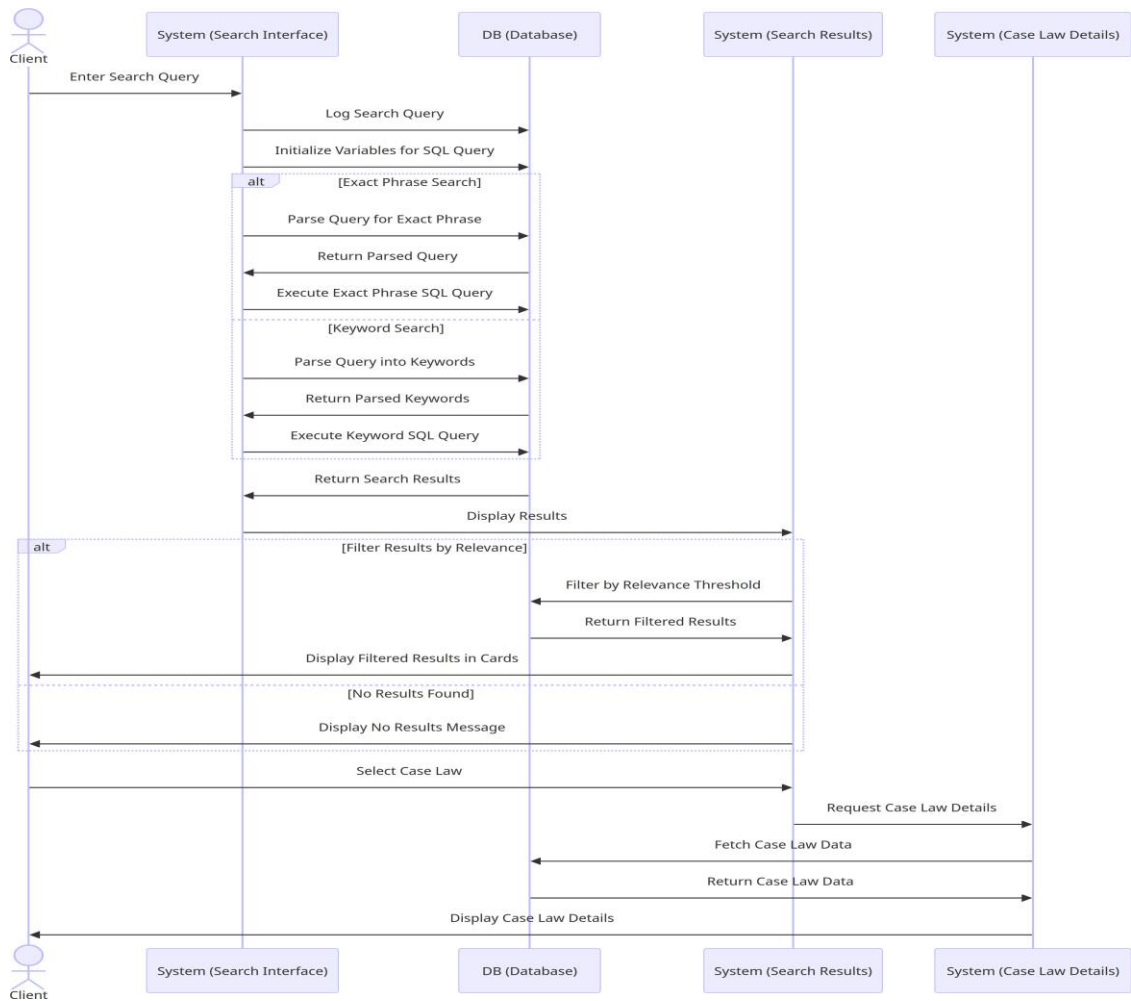 System (Search Interface)
DB (Database)
System (Search Results)
System (Case Law Details)
Client
Enter Search Query
Log Search Query
Initialize Variables for SQL Query
alt
[Exact Phrase Search]
Parse Query for Exact Phrase
Return Parsed Query
Execute Exact Phrase SQL Query
[Keyword Search]
Parse Query into Keywords
Return Parsed Keywords
Execute Keyword SQL Query
Return Search Results
Display Results
alt
[Filter Results by Relevance]
Filter by Relevance Threshold
Return Filtered Results
Display Filtered Results in Cards
[No Results Found]
Display No Results Message
Select Case Law
Request Case Law Details
Fetch Case Law Data
Return Case Law Data
Display Case Law Details
System (Search Interface)
DB (Database)
System (Search Results)
System (Case Law Details)
Client